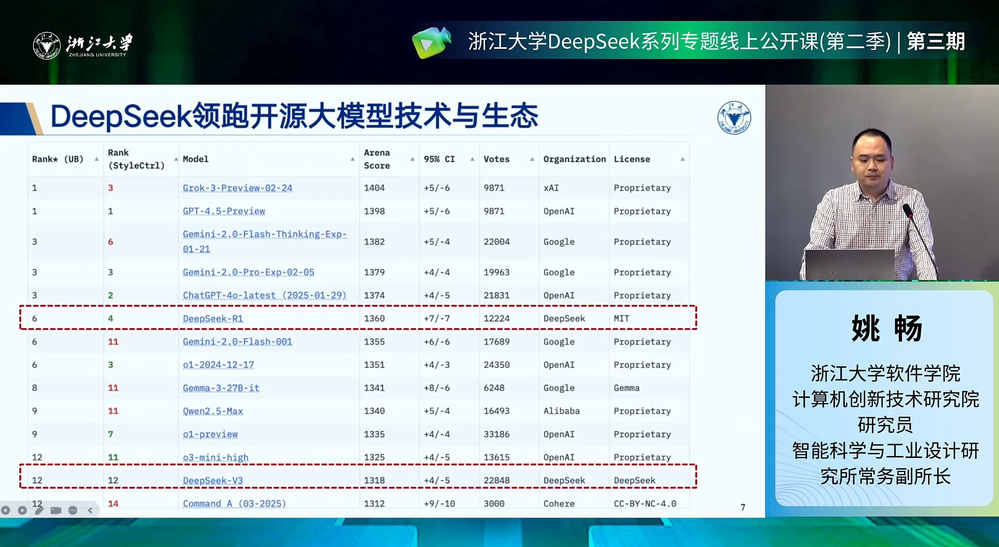 浙江大学
ZHEJIANG UNIVERSITY
浙江大学DeepSeek系列专题线上公开课(第二季) | 第三期
DeepSeek领跑开源大模型技术与生态
Rank* (UB) Rank (StyleCtrl) Model Arena Score 95% CI Votes Organization License
1 3 Grok-3-Preview-02-24 1404 +5/-6 9871 xAI Proprietary
1 1 GPT-4.5-Preview 1398 +5/-6 9871 OpenAI Proprietary
3 6 Gemini-2.0-Flash-Thinking-Exp-01-21 1382 +5/-4 22004 Google Proprietary
3 3 Gemini-2.0-Pro-Exp-02-05 1379 +4/-4 19963 Google Proprietary
3 2 ChatGPT-4o-latest (2025-01-29) 1374 +4/-5 21831 OpenAI Proprietary
6 4 DeepSeek-R1 1360 +7/-7 12224 DeepSeek MIT
6 11 Gemini-2.0-Flash-001 1355 +6/-6 17689 Google Proprietary
6 3 o1-2024-12-17 1351 +4/-3 24350 OpenAI Proprietary
8 11 Gemma-3-27B-it 1341 +8/-6 6248 Google Gemma
9 11 Qwen2.5-Max 1340 +5/-4 16493 Alibaba Proprietary
9 7 o1-preview 1335 +4/-4 33186 OpenAI Proprietary
12 11 o3-mini-high 1325 +4/-5 13615 OpenAI Proprietary
12 12 DeepSeek-V3 1318 +4/-5 22848 DeepSeek DeepSeek
12 14 Command A (03-2025) 1312 +9/-10 3000 Cohere CC-BY-NC-4.0
7
姚 畅
浙江大学软件学院
计算机创新技术研究院
研究员
智能科学与工业设计研
究所常务副所长